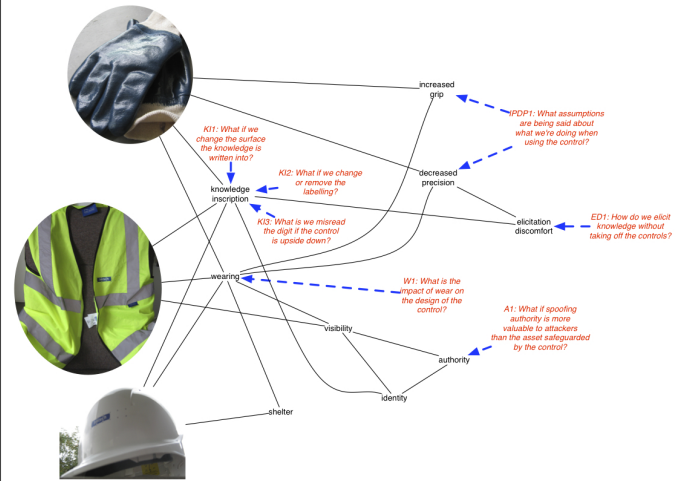 increased
grip
IPDP1: What assumptions
are being said about
what we're doing when
using the control?
KI1: What if we
change the surface
the knowledge is
written into?
KI2: What if we change
or remove the
labelling?
decreased
precision
knowledge
inscription
KI3: What is we misread
the digit if the control
is upside down?
elicitation
discomfort
ED1: How do we elicit
knowledge without
taking off the controls?
wearing
W1: What is the
impact of wear on
the design of the
control?
A1: What if spoofing
authority is more
valuable to attackers
than the asset safeguarded
by the control?
visibility
authority
identity
shelter